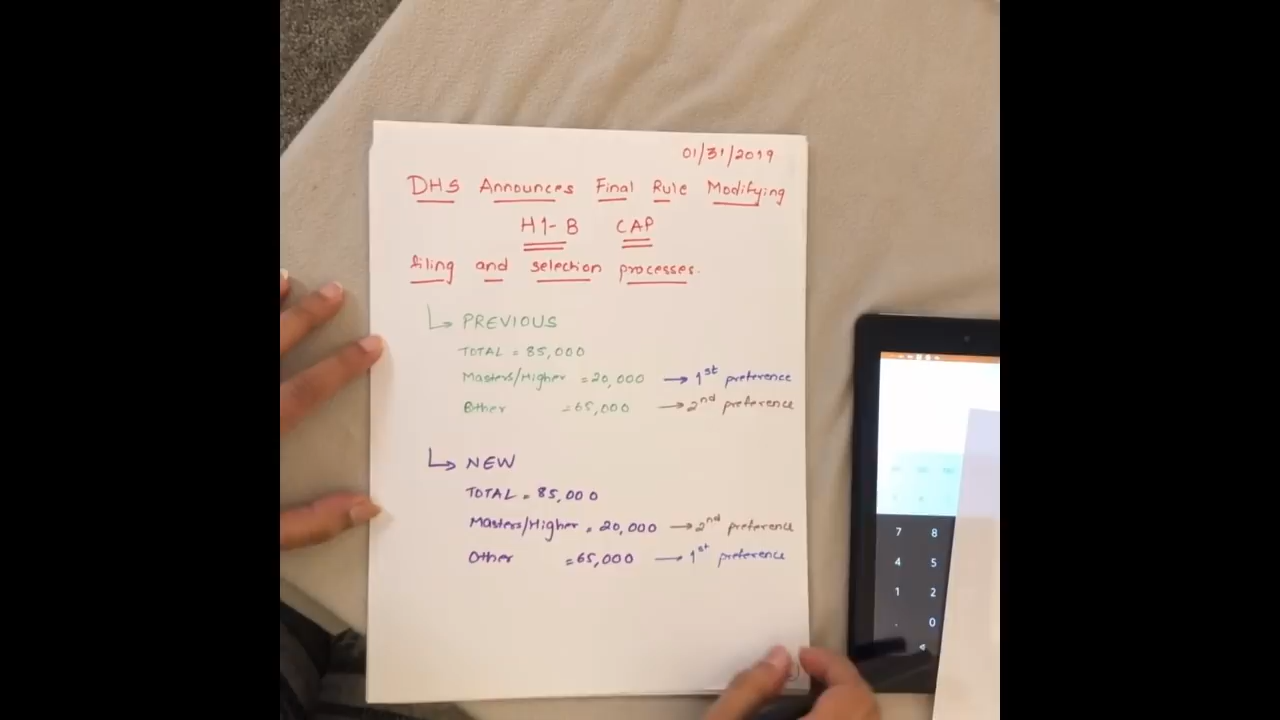 01/31/2019
DHS Announces Final Rule Modifying
H1-B CAP
filing and selection processes.
PREVIOUS
TOTAL = 85,000
Masters/Higher = 20,000 → 1st preference
Other = 65,000 → 2nd preference
NEW
TOTAL = 85,000
Masters/Higher = 20,000 → 2nd preference
Other = 65,000 → 1st preference
7 8
4 5
1 2
. 0